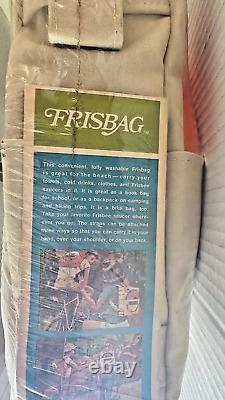 FRISBAG TM
This convenient, fully washable Frisbag
is great for the beach—carry your
towels, cold drinks, clothes, and Frisbee
saucers in it. It is great as a book bag
for school, or as a backpack on camping
and hiking trips. It is a bike bag, too.
Take your favorite Frisbee saucer wher-
ever you go. The straps can be attached
three ways so that you can carry it in your
hand, over your shoulder, or on your back.
ebay